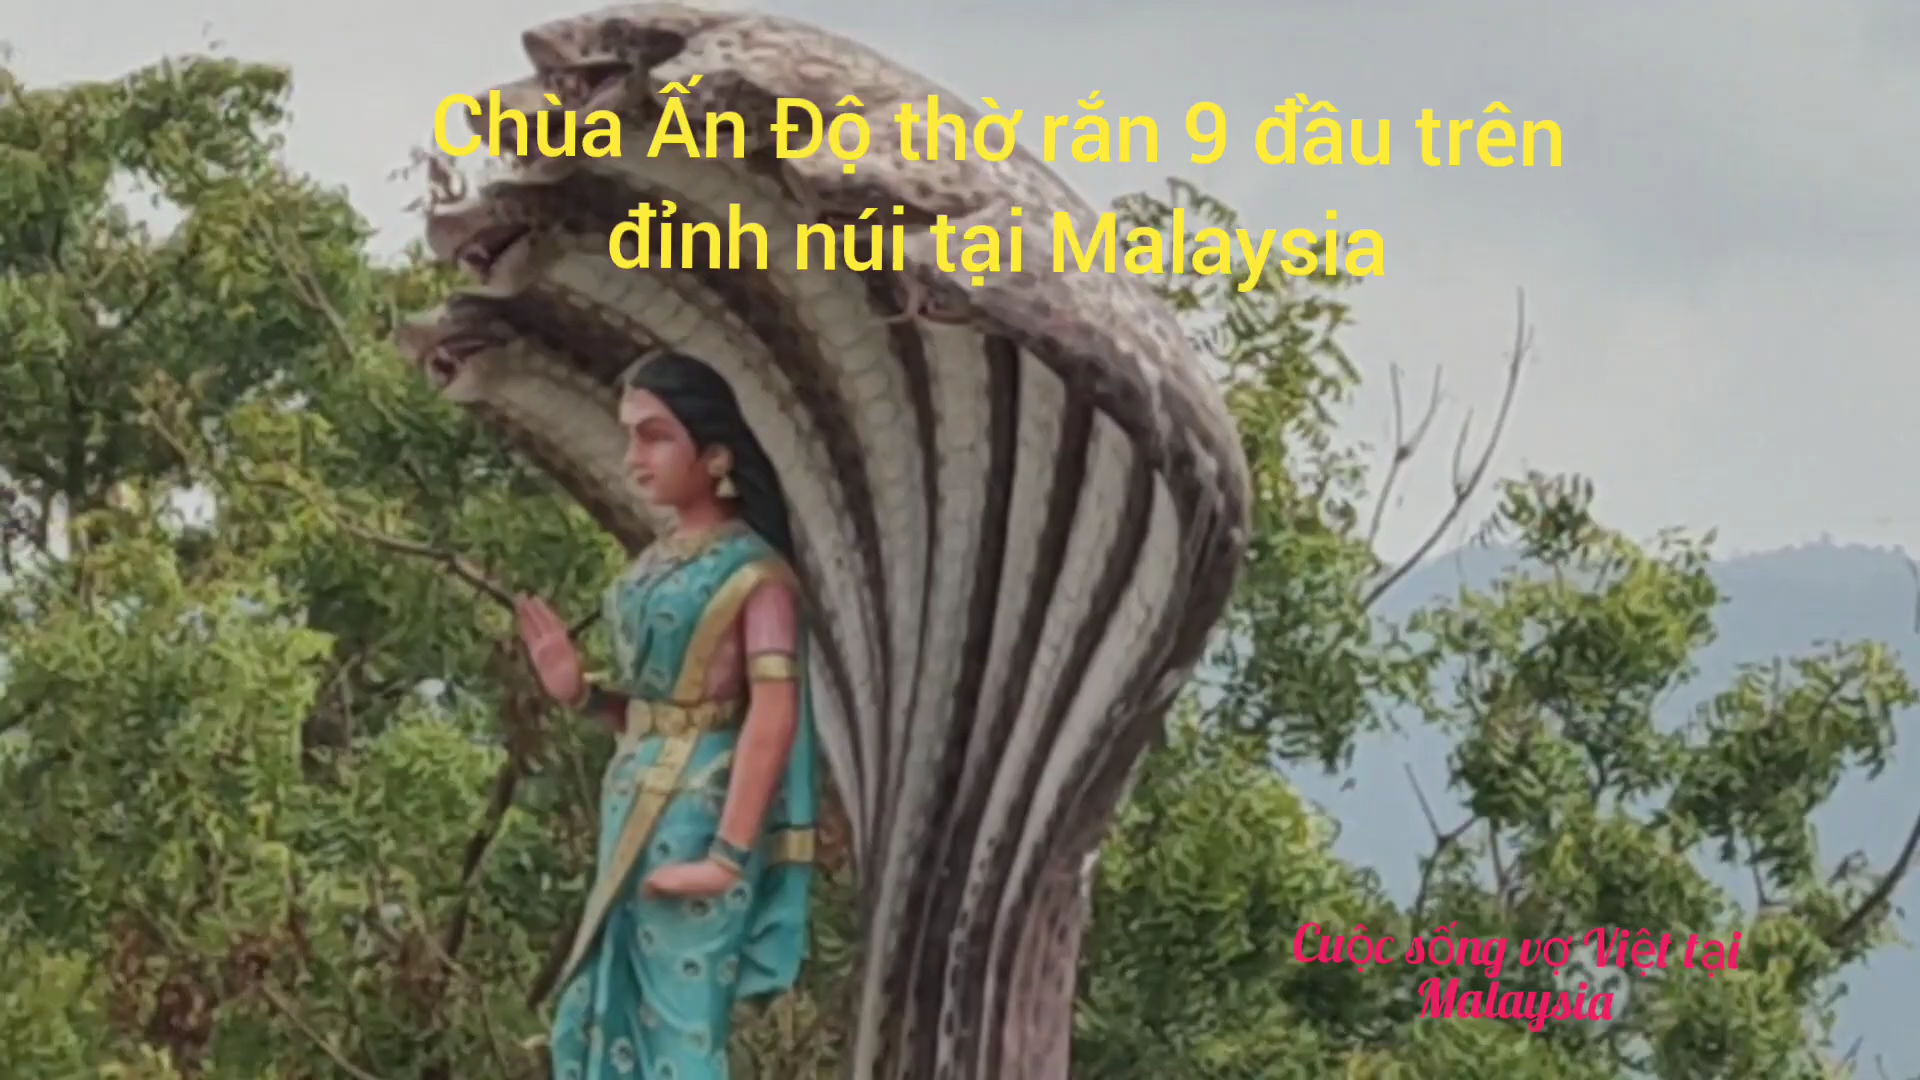 Chùa Ấn Độ thờ rắn 9 đầu trên
đỉnh núi tại Malaysia
Cuộc sống vợ Việt tại
Malaysia